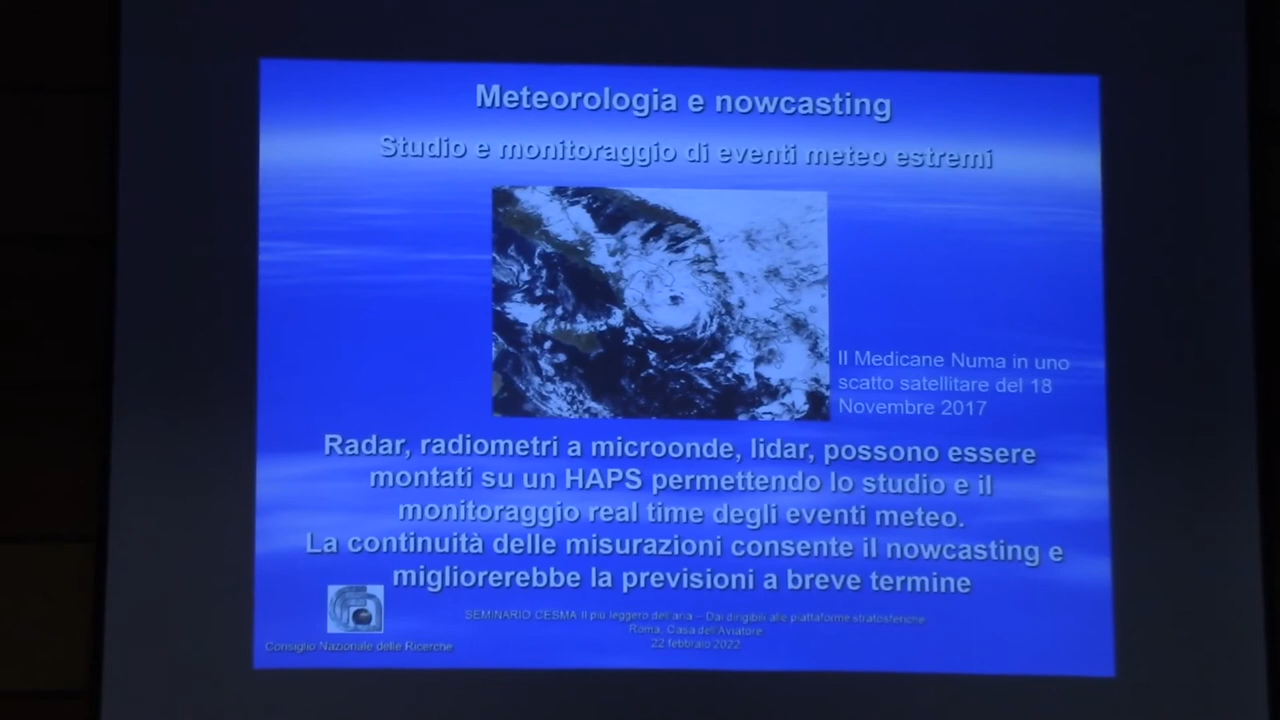 Meteorologia e nowcasting
Studio e monitoraggio di eventi meteo estremi
Il Medicane Numa in uno
scatto satellitare del 18
Novembre 2017
Radar, radiometri a microonde, lidar, possono essere
montati su un HAPS permettendo lo studio e il
monitoraggio real time degli eventi meteo.
La continuità delle misurazioni consente il nowcasting e
migliorerebbe la previsioni a breve termine
SEMINARIO CESMA Il più leggero dell'aria – Dai dirigibili alle piattaforme stratosferiche
Roma, Casa dell'Aviatore
22 febbraio 2022
Consiglio Nazionale delle Ricerche